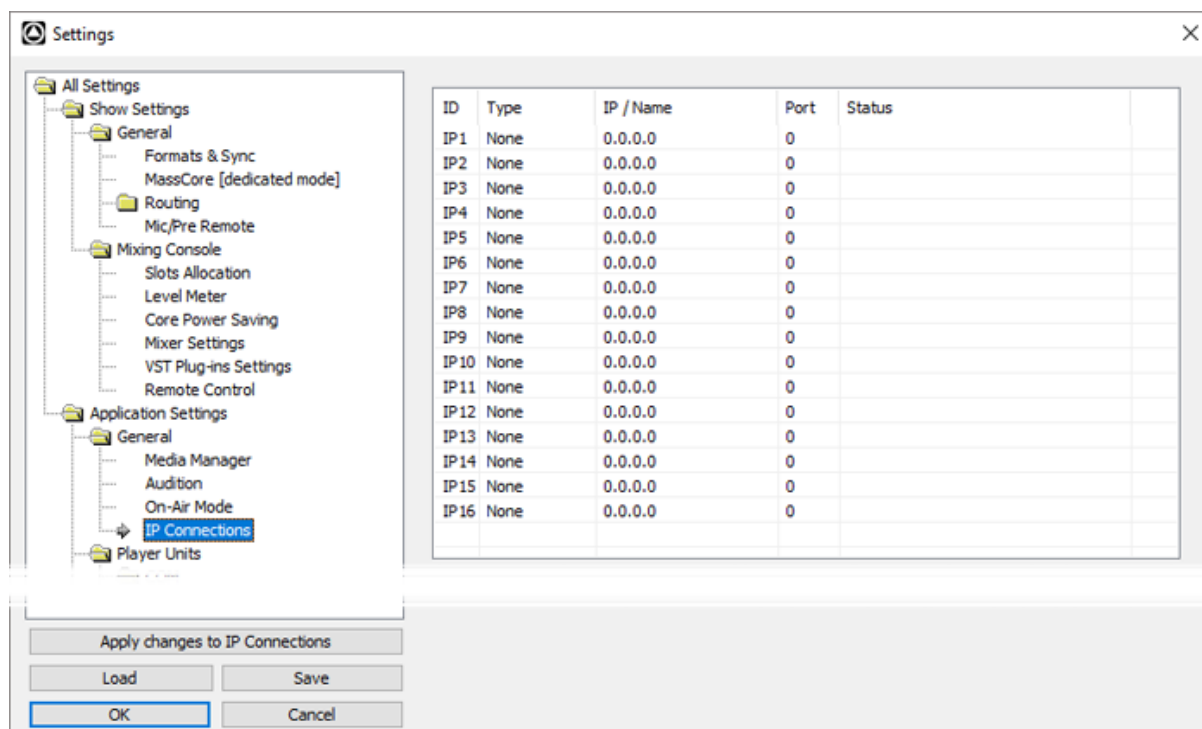 Settings
All Settings
Show Settings
General
Formats & Sync
MassCore [dedicated mode]
Routing
Mic/Pre Remote
Mixing Console
Slots Allocation
Level Meter
Core Power Saving
Mixer Settings
VST Plug-ins Settings
Remote Control
Application Settings
General
Media Manager
Audition
On-Air Mode
IP Connections
Player Units
ID Type IP / Name Port Status
IP1 None 0.0.0.0 0
IP2 None 0.0.0.0 0
IP3 None 0.0.0.0 0
IP4 None 0.0.0.0 0
IP5 None 0.0.0.0 0
IP6 None 0.0.0.0 0
IP7 None 0.0.0.0 0
IP8 None 0.0.0.0 0
IP9 None 0.0.0.0 0
IP10 None 0.0.0.0 0
IP11 None 0.0.0.0 0
IP12 None 0.0.0.0 0
IP13 None 0.0.0.0 0
IP14 None 0.0.0.0 0
IP15 None 0.0.0.0 0
IP16 None 0.0.0.0 0
Apply changes to IP Connections
Load Save
OK Cancel